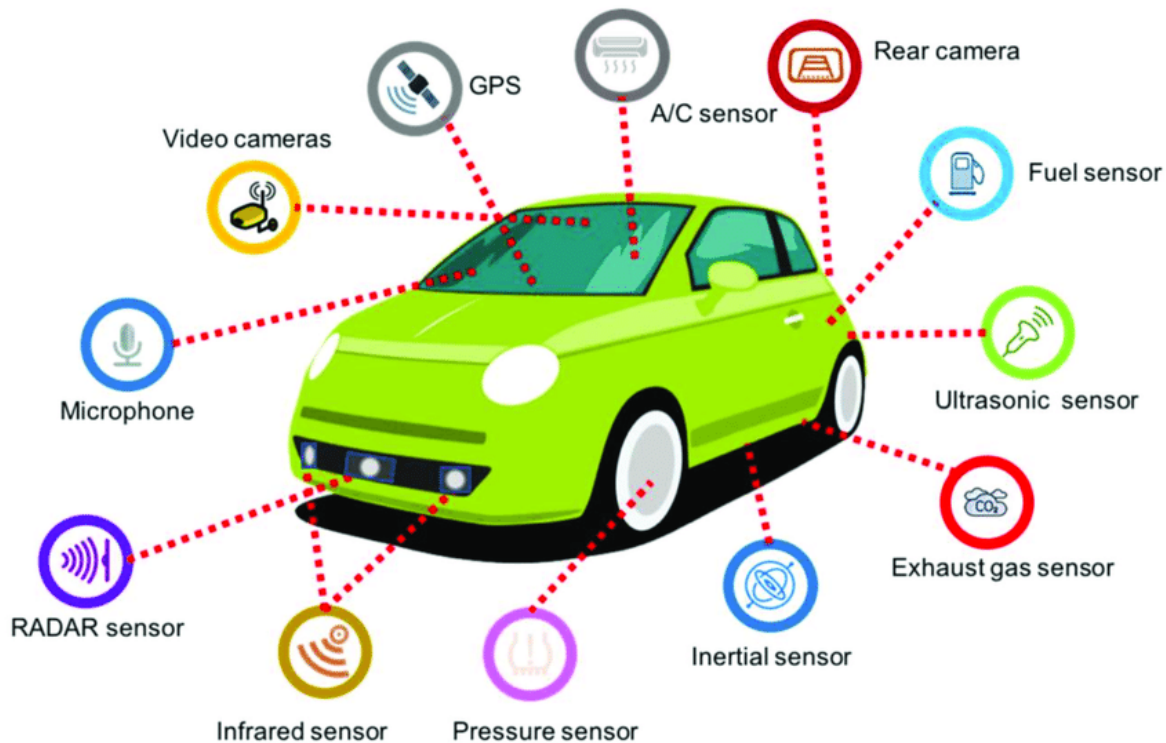 Rear camera
GPS
A/C sensor
Video cameras
Fuel sensor
Microphone
Ultrasonic sensor
CO₂
Exhaust gas sensor
RADAR sensor
Inertial sensor
Infrared sensor
Pressure sensor